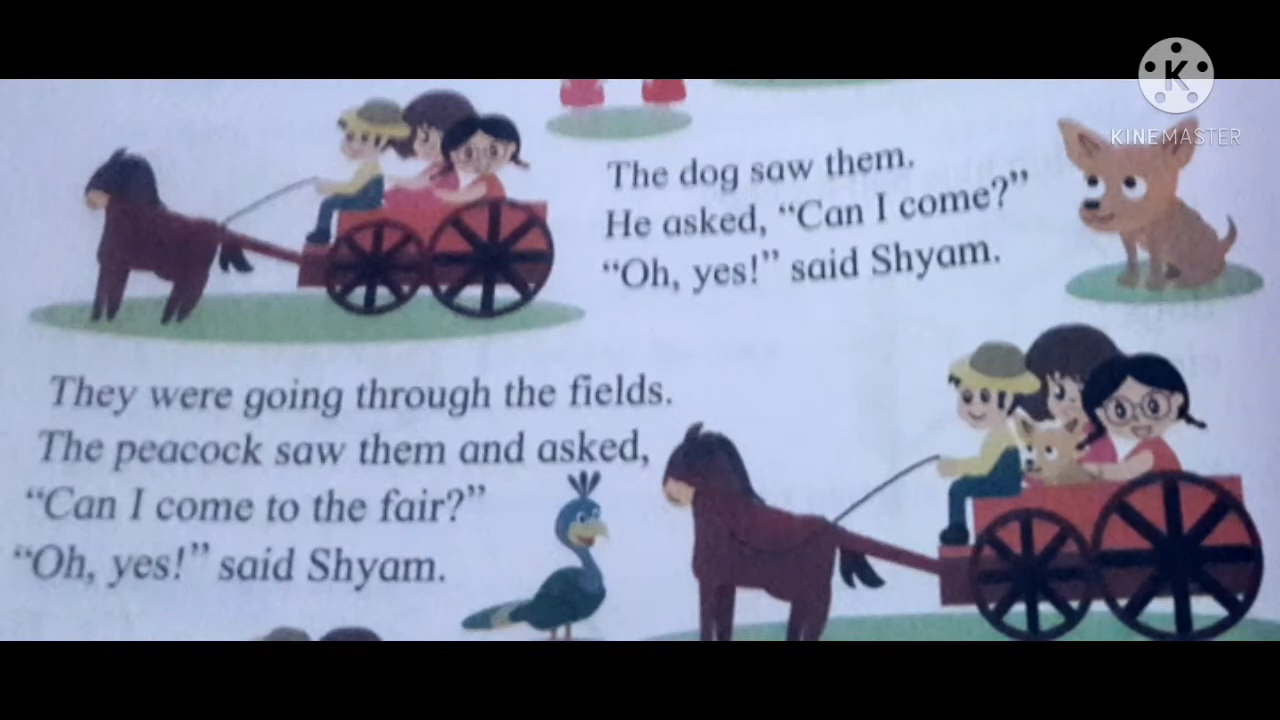 KINEMASTER
The dog saw them.
He asked, “Can I come?”
“Oh, yes!” said Shyam.
They were going through the fields.
The peacock saw them and asked,
“Can I come to the fair?”
“Oh, yes!” said Shyam.